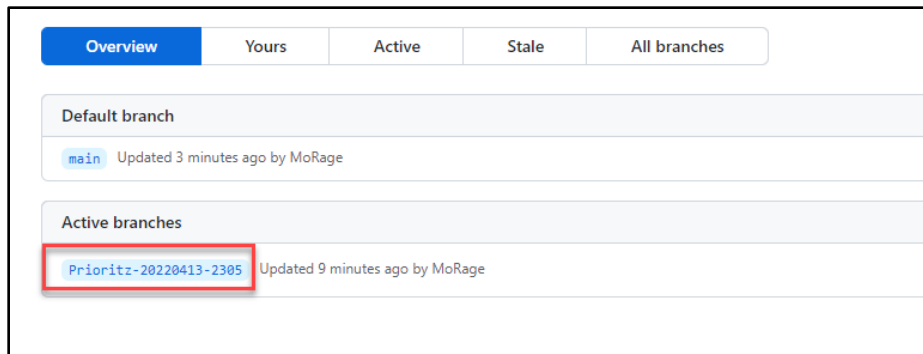 Overview Yours Active Stale All branches
Default branch
main Updated 3 minutes ago by MoRage
Active branches
Prioritz-20220413-2305 Updated 9 minutes ago by MoRage